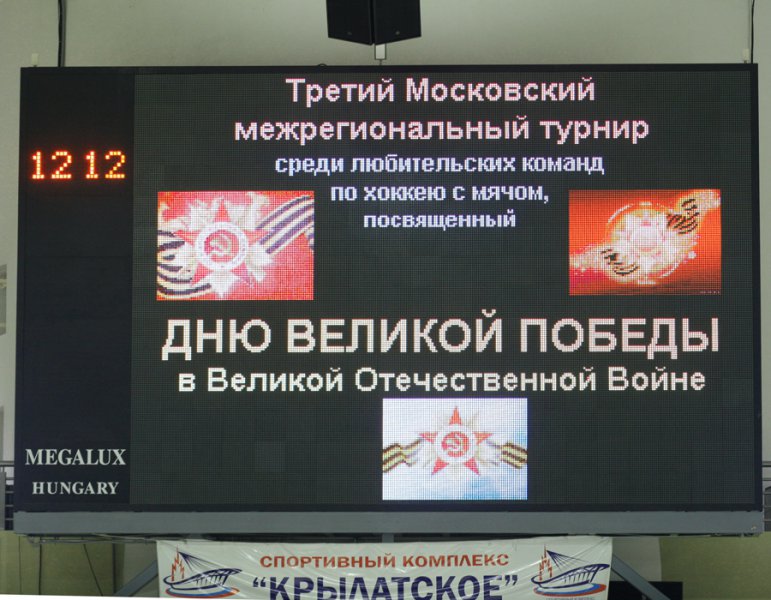 Третий Московский
межрегиональный турнир
среди любительских команд
по хоккею с мячом,
посвященный
12 12
ДНЮ ВЕЛИКОЙ ПОБЕДЫ
в Великой Отечественной Войне
MEGALUX
HUNGARY
СПОРТИВНЫЙ КОМПЛЕКС
"КРЫЛАТСКОЕ"